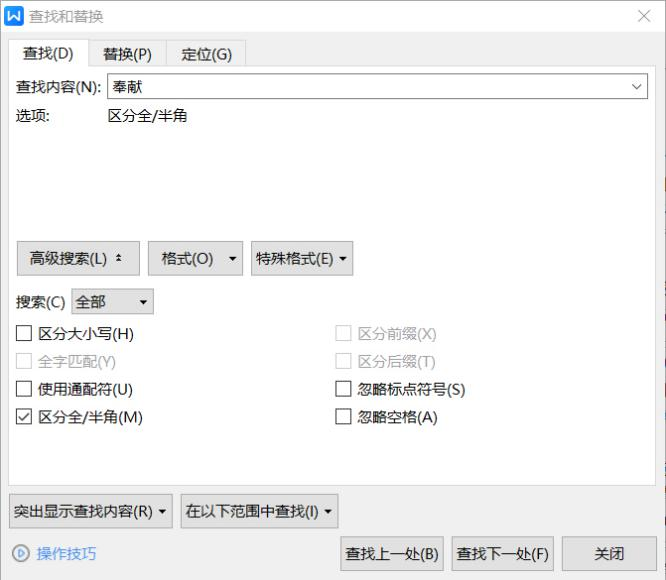 查找和替换
查找(D) 替换(P) 定位(G)
查找内容(N): 奉献
选项: 区分全/半角
高级搜索(L) 格式(O) 特殊格式(E)
搜索(C) 全部
区分大小写(H) 区分前缀(X)
全字匹配(Y) 区分后缀(T)
使用通配符(U) 忽略标点符号(S)
区分全/半角(M) 忽略空格(A)
突出显示查找内容(R) 在以下范围中查找(I)
操作技巧 查找上一处(B) 查找下一处(F) 关闭